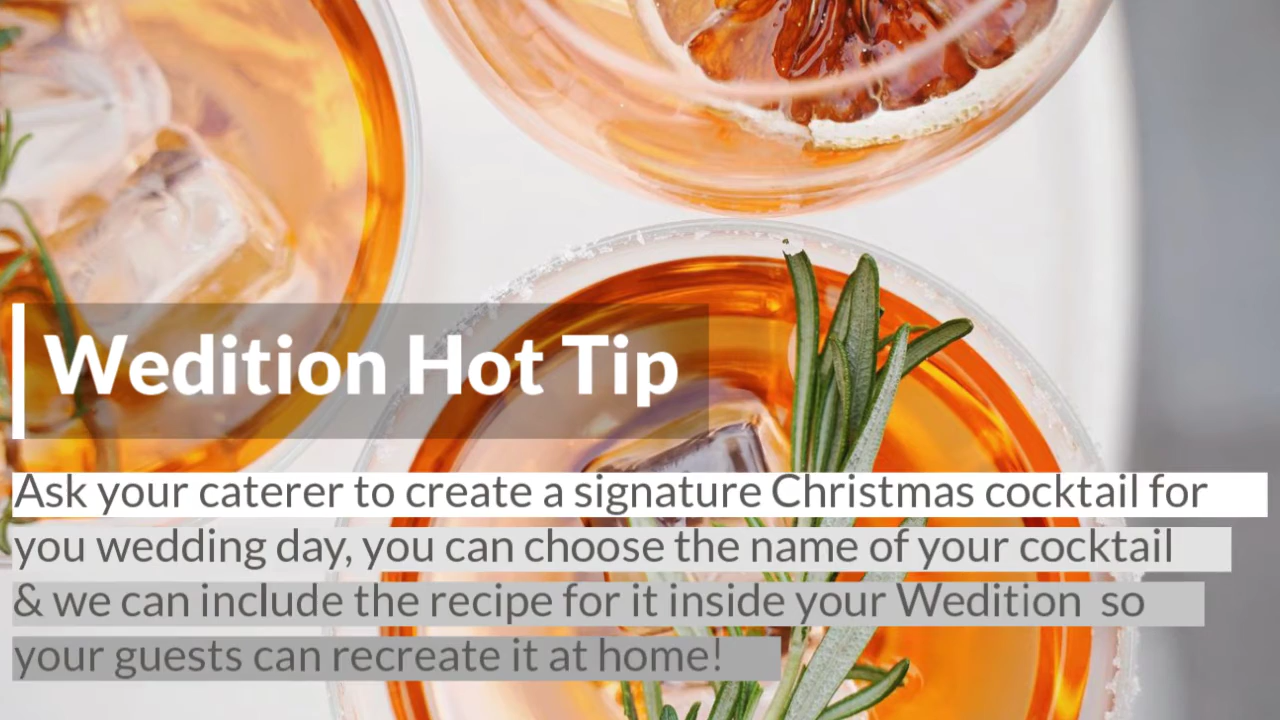 Wedition Hot Tip
Ask your caterer to create a signature Christmas cocktail for
you wedding day, you can choose the name of your cocktail
& we can include the recipe for it inside your Wedition so
your guests can recreate it at home!